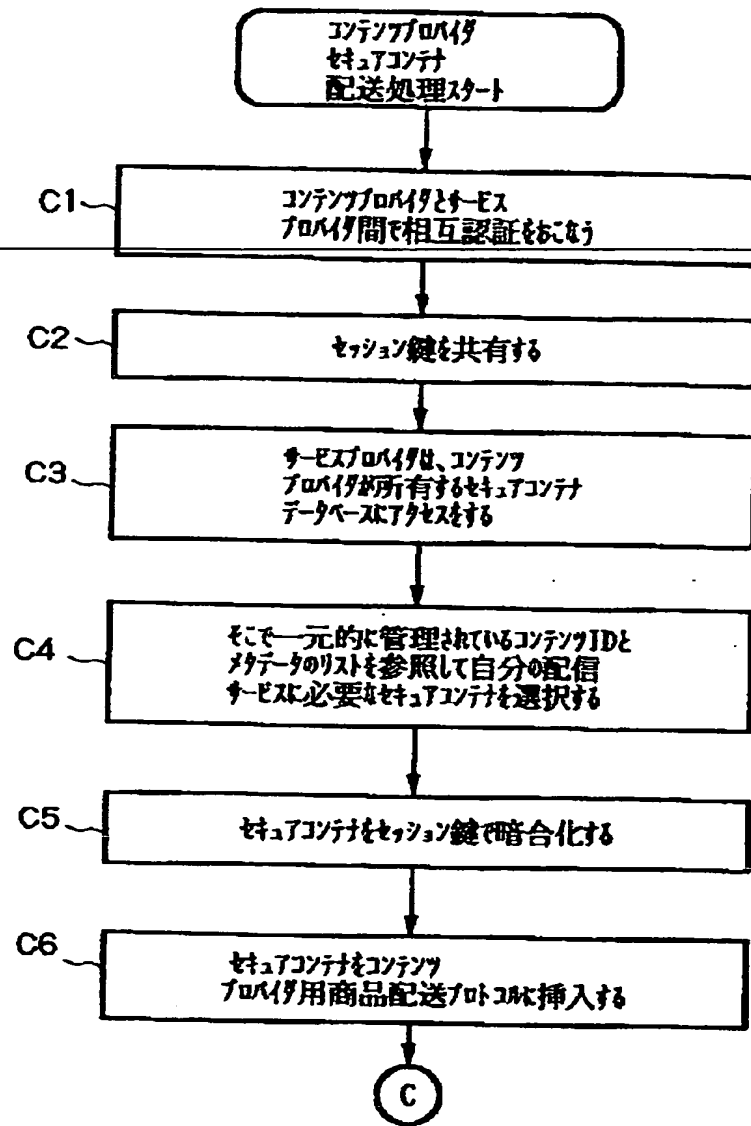 コンテンツプロバイダ
セキュアコンテナ
配送処理スタート
C1
コンテンツプロバイダとサービス
プロバイダ間で相互認証をおこなう
C2
セッション鍵を共有する
C3
サービスプロバイダは、コンテンツ
プロバイダが所有するセキュアコンテナ
データベースにアクセスをする
C4
そこで一元的に管理されているコンテンツIDと
メタデータのリストを参照して自分の配信
サービスに必要なセキュアコンテナを選択する
C5
セキュアコンテナをセッション鍵で暗合化する
C6
セキュアコンテナをコンテンツ
プロバイダ用商品配送プロトコルに挿入する
C